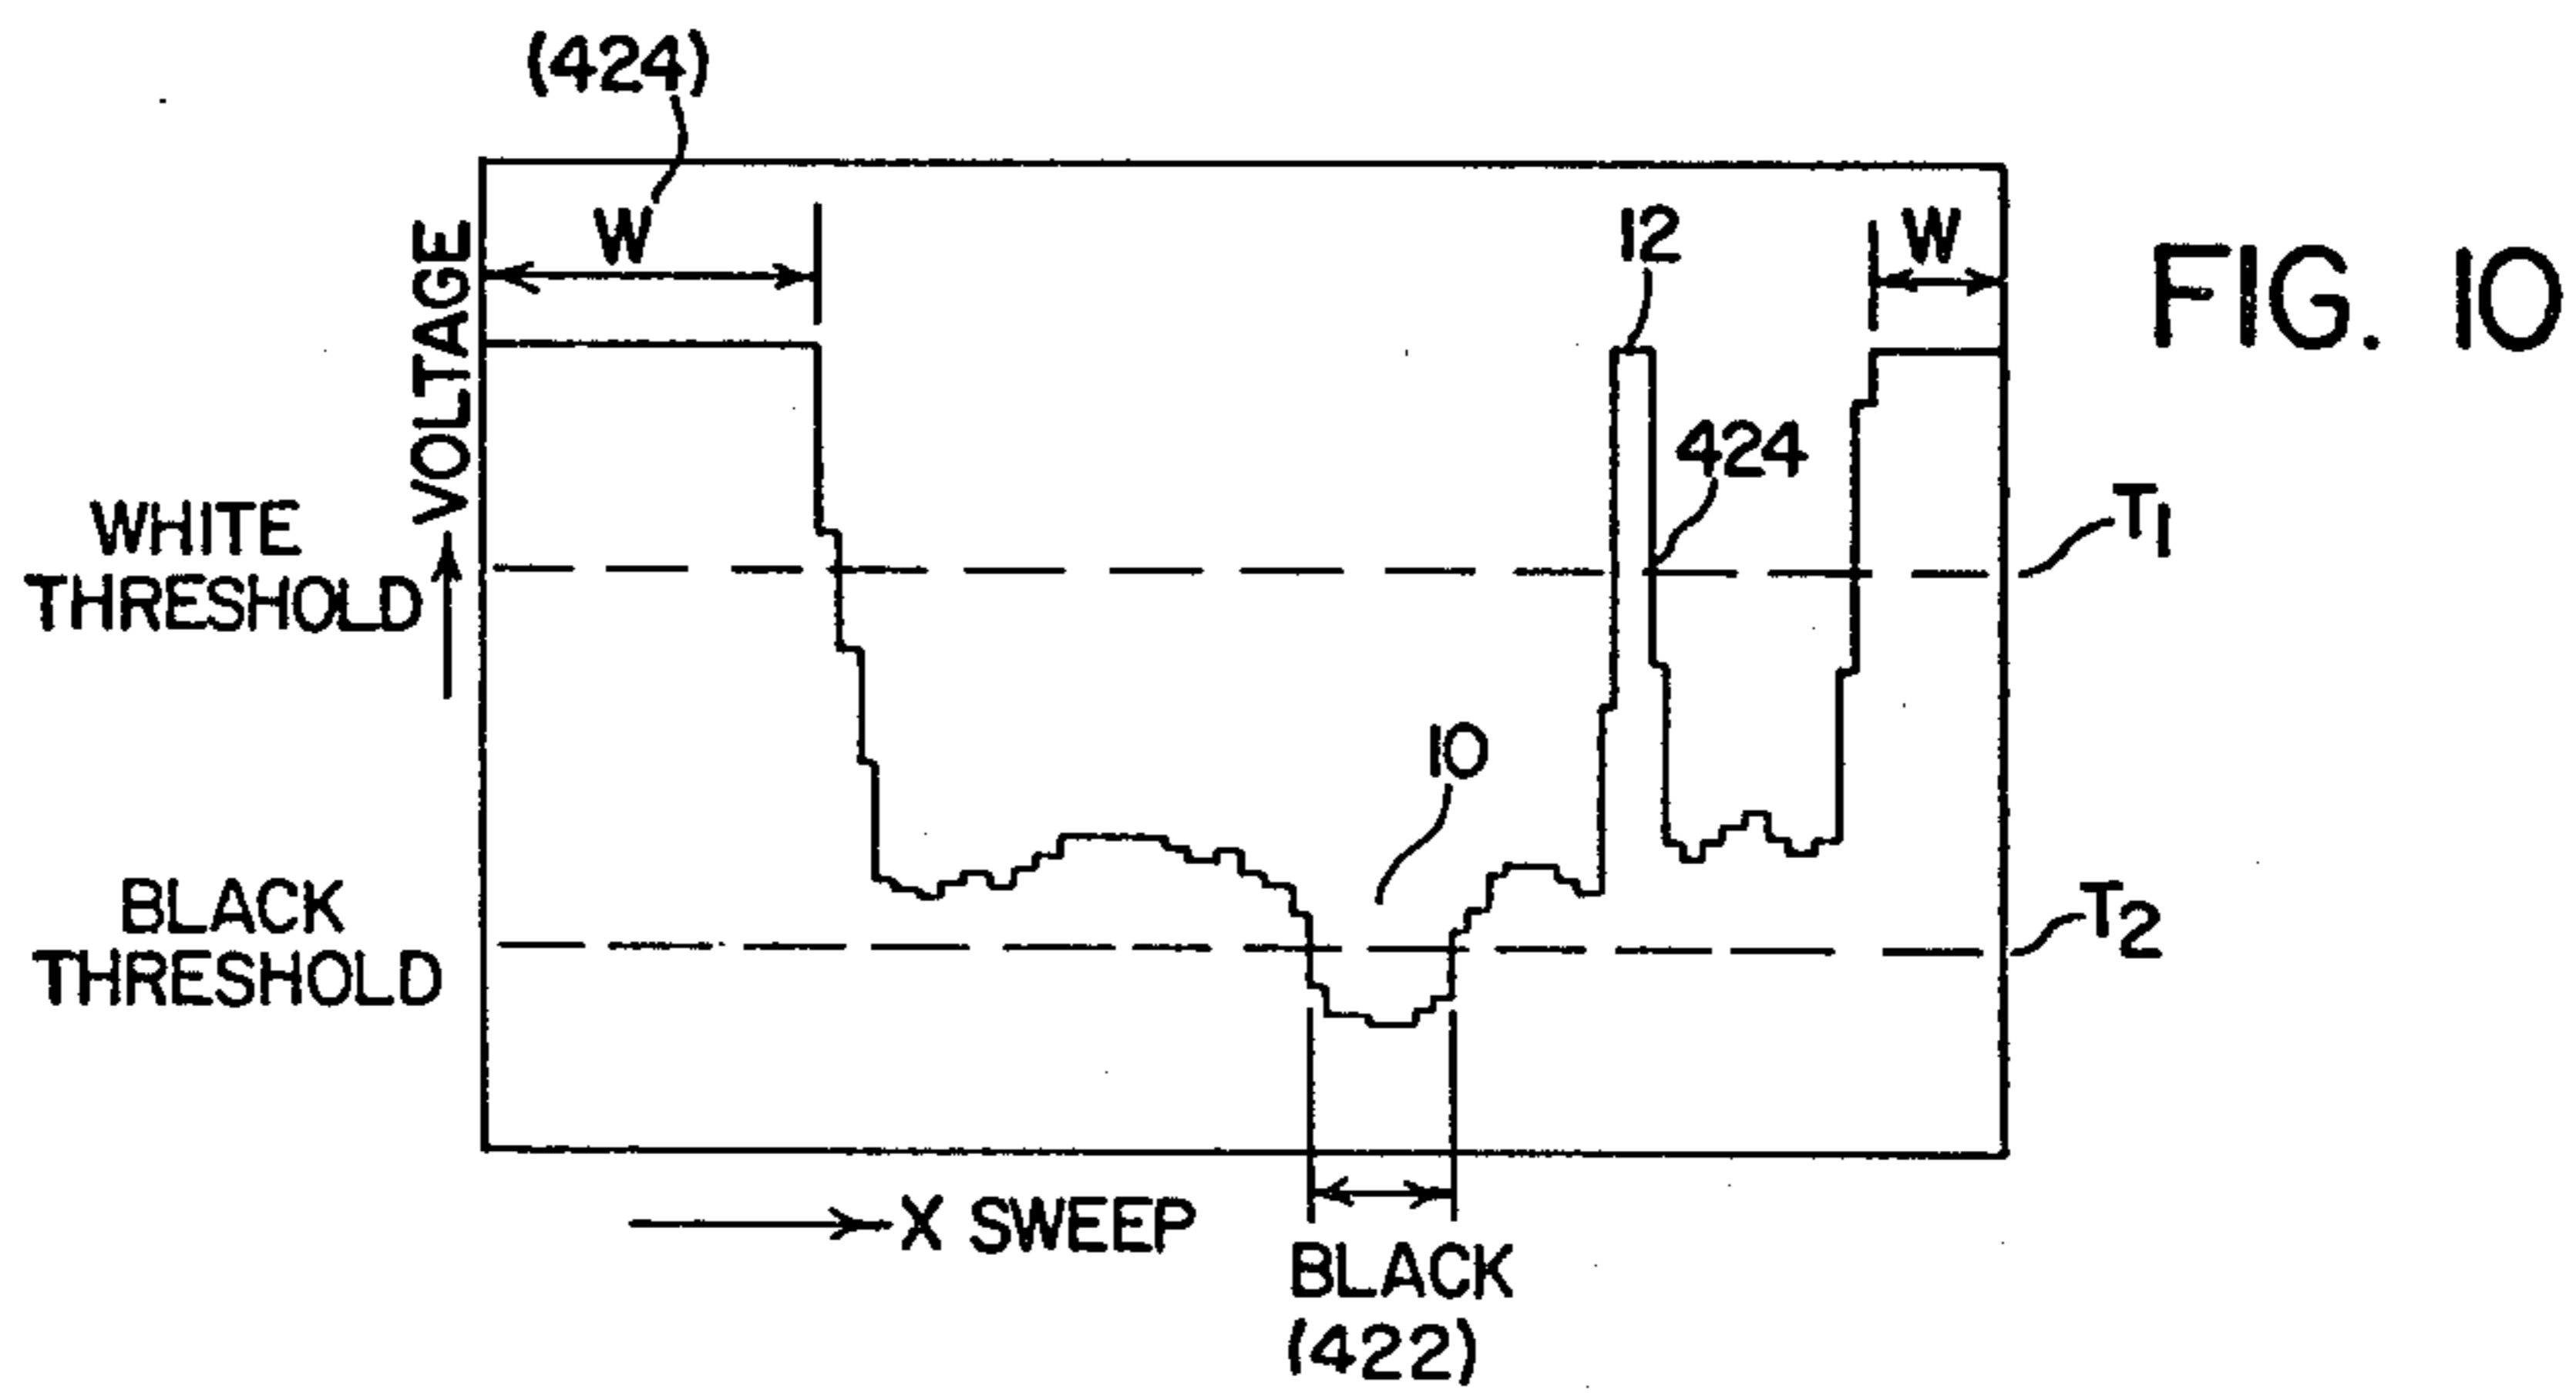 (424)
W
12
W
FIG. 10
VOLTAGE
424
WHITE
THRESHOLD
T1
10
BLACK
THRESHOLD
T2
X SWEEP
BLACK
(422)